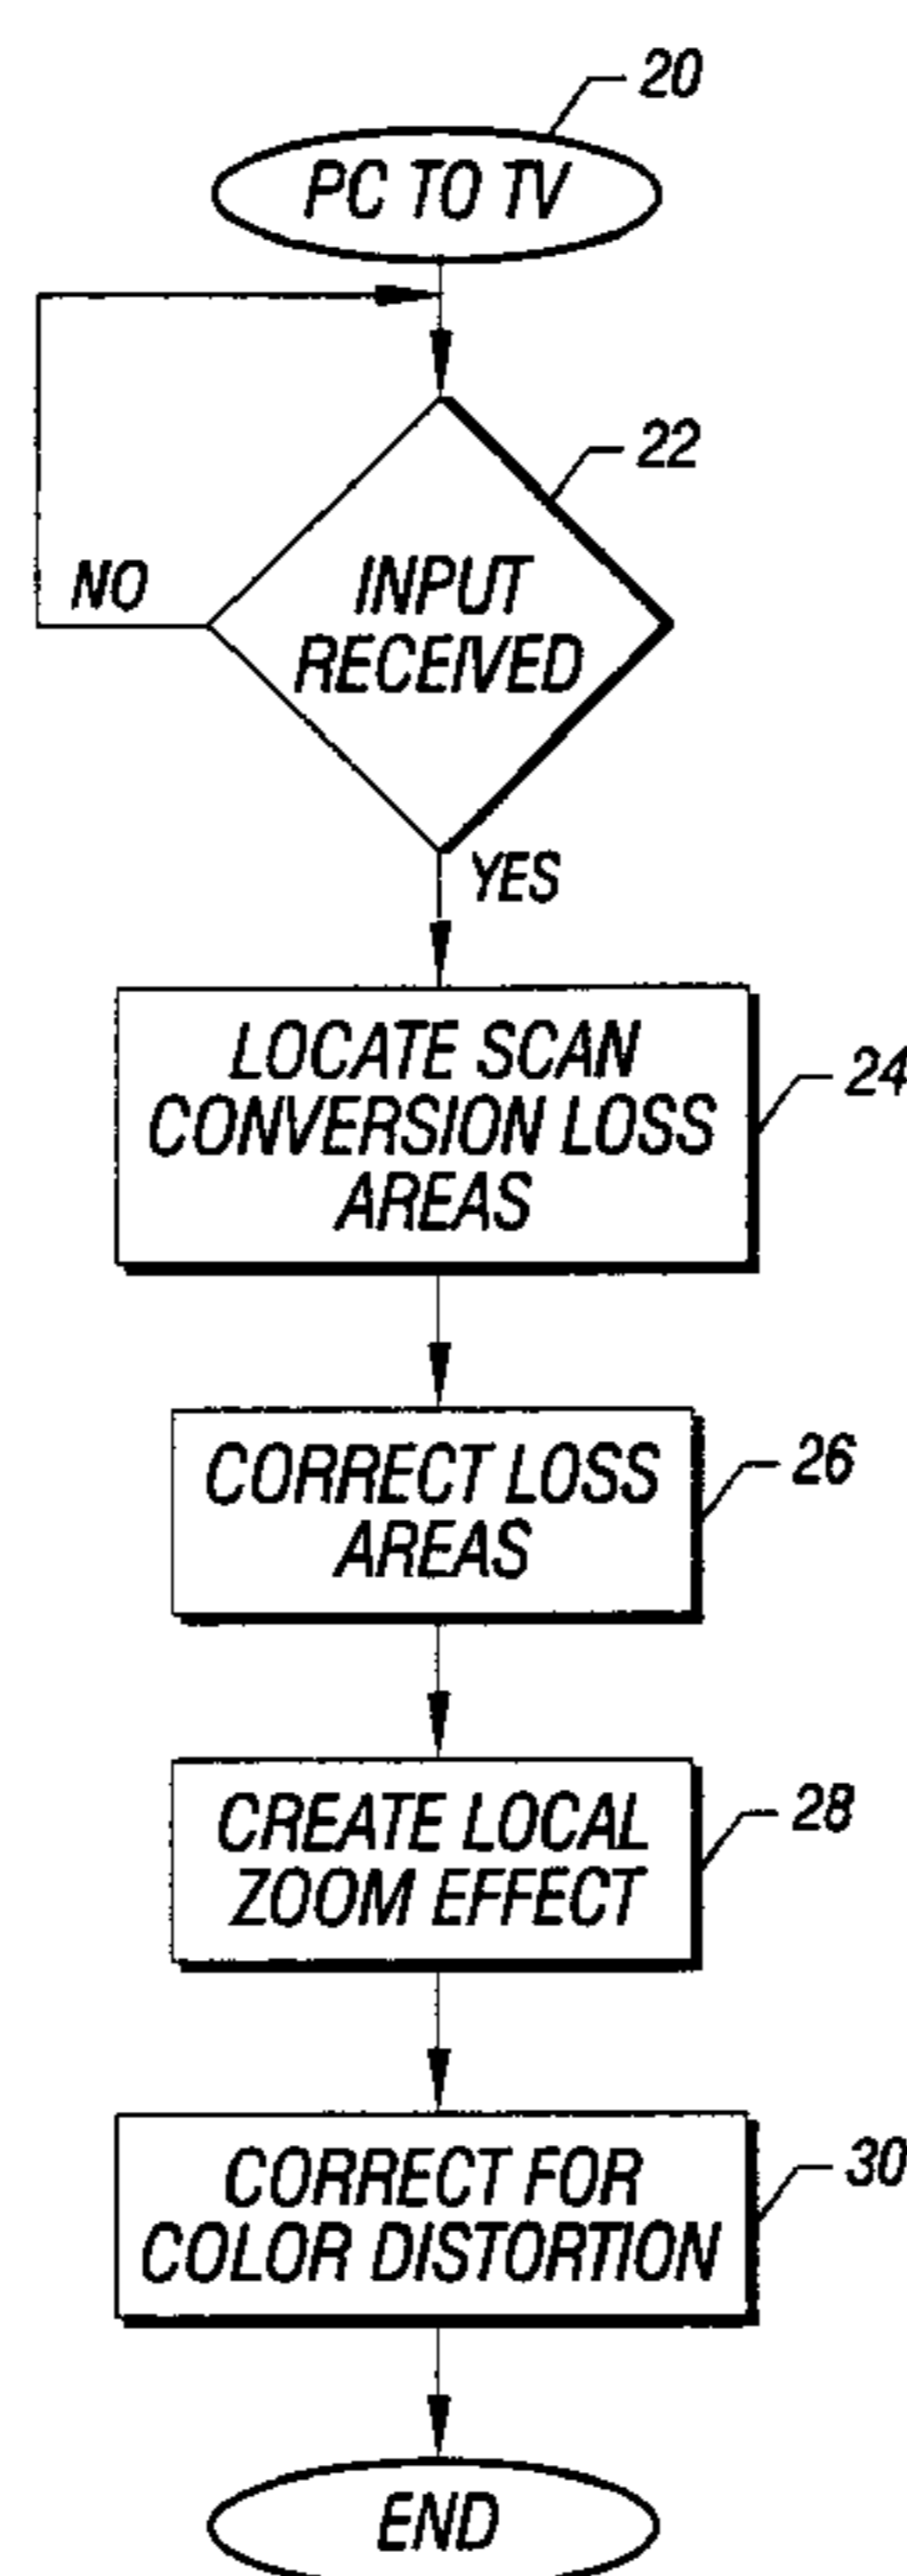 20
PC TO TV
22
INPUT
RECEIVED
NO
YES
LOCATE SCAN
CONVERSION LOSS
AREAS
24
CORRECT LOSS
AREAS
26
CREATE LOCAL
ZOOM EFFECT
28
CORRECT FOR
COLOR DISTORTION
30
END